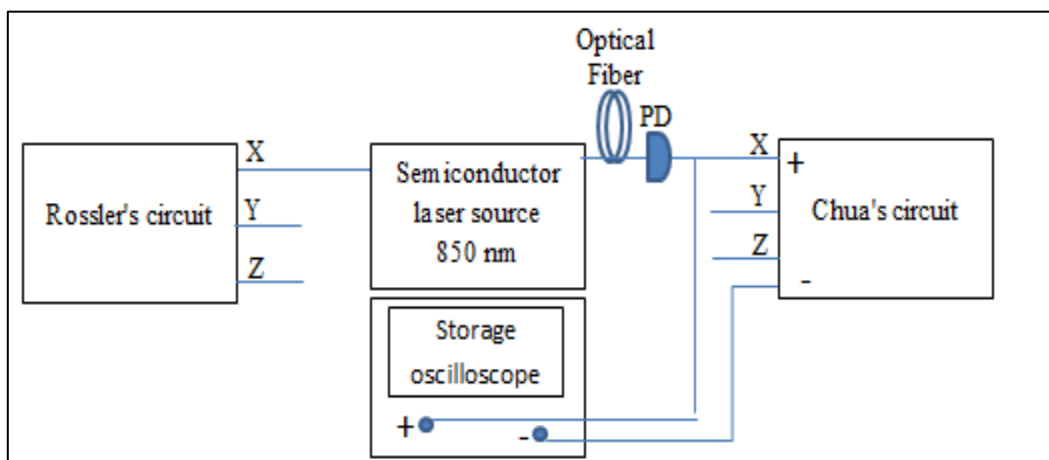 Optical
Fiber
PD
X
X
Semiconductor
laser source
850 nm
+
Rossler's circuit
Y
Y
Chua's circuit
Z
Z
-
Storage
oscilloscope
+
-